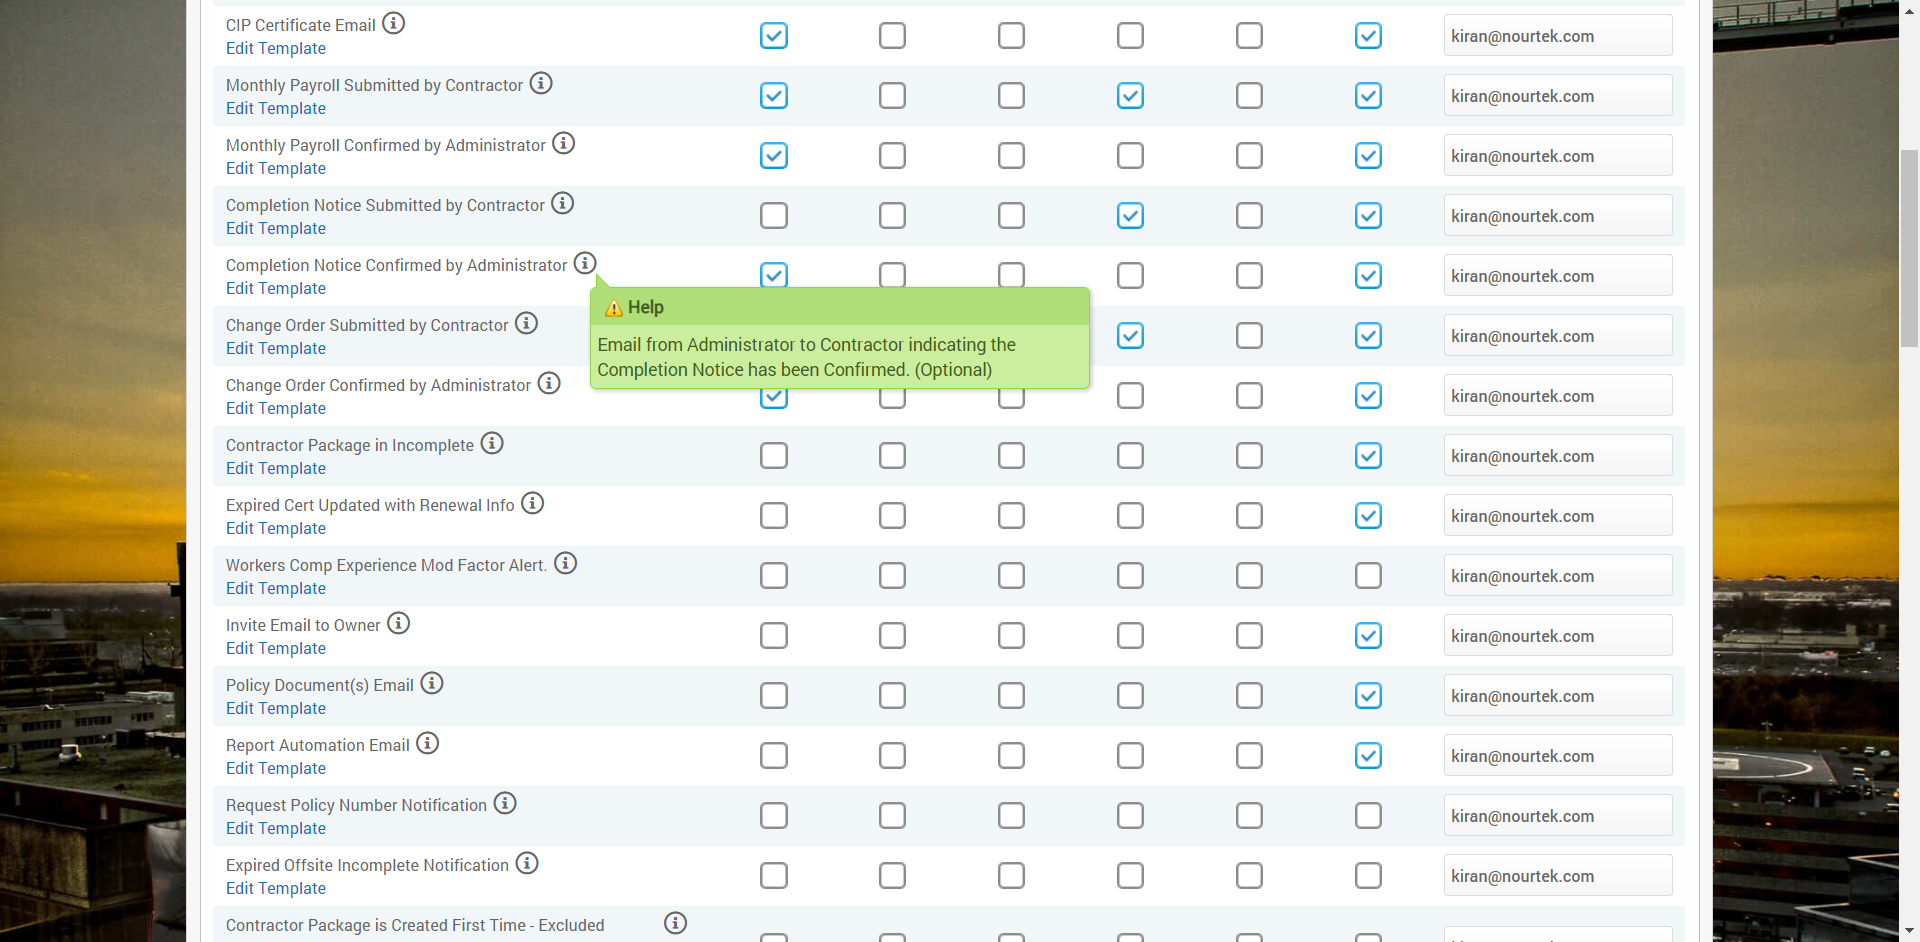 CIP Certificate Email
Edit Template
kiran@nourtek.com
Monthly Payroll Submitted by Contractor
Edit Template
kiran@nourtek.com
Monthly Payroll Confirmed by Administrator
Edit Template
kiran@nourtek.com
Completion Notice Submitted by Contractor
Edit Template
kiran@nourtek.com
Completion Notice Confirmed by Administrator
Edit Template
kiran@nourtek.com
Help
Email from Administrator to Contractor indicating the
Completion Notice has been Confirmed. (Optional)
Change Order Submitted by Contractor
Edit Template
kiran@nourtek.com
Change Order Confirmed by Administrator
Edit Template
kiran@nourtek.com
Contractor Package in Incomplete
Edit Template
kiran@nourtek.com
Expired Cert Updated with Renewal Info
Edit Template
kiran@nourtek.com
Workers Comp Experience Mod Factor Alert.
Edit Template
kiran@nourtek.com
Invite Email to Owner
Edit Template
kiran@nourtek.com
Policy Document(s) Email
Edit Template
kiran@nourtek.com
Report Automation Email
Edit Template
kiran@nourtek.com
Request Policy Number Notification
Edit Template
kiran@nourtek.com
Expired Offsite Incomplete Notification
Edit Template
kiran@nourtek.com
Contractor Package is Created First Time - Excluded